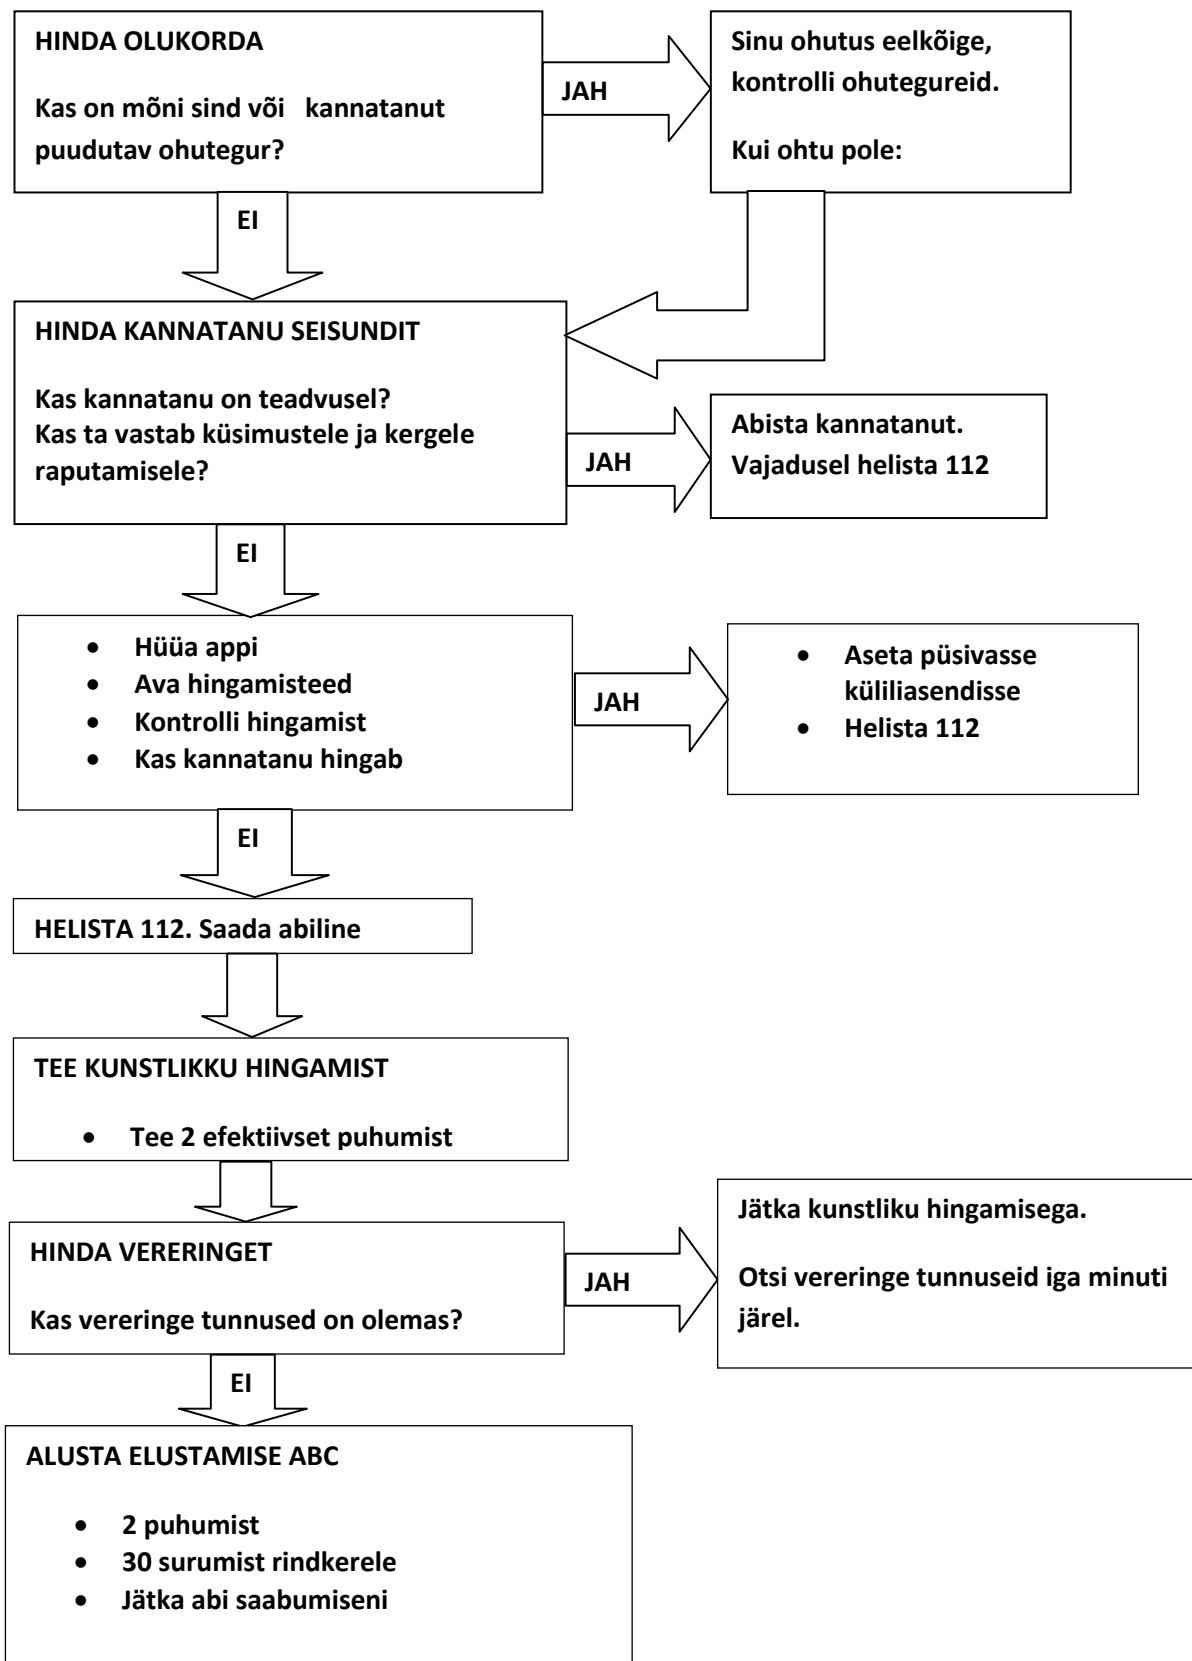 HINDA OLUKORDA
Kas on mõni sind või kannatanut
puudutav ohutegur?
JAH
Sinu ohutus eelkõige,
kontrolli ohutegureid.
Kui ohtu pole:
EI
HINDA KANNATANU SEISUNDIT
Kas kannatanu on teadvusel?
Kas ta vastab küsimustele ja kergele
raputamisele?
JAH
Abista kannatanut.
Vajadusel helista 112
EI
• Hüüa appi
• Ava hingamisteed
• Kontrolli hingamist
• Kas kannatanu hingab
JAH
• Aseta püsivasse
küliliasendisse
• Helista 112
EI
HELISTA 112. Saada abiline
TEE KUNSTLIKKU HINGAMIST
• Tee 2 efektiivset puhumist
HINDA VERERINGET
Kas vereringe tunnused on olemas?
JAH
Jätka kunstliku hingamisega.
Otsi vereringe tunnuseid iga minuti
järel.
EI
ALUSTA ELUSTAMISE ABC
• 2 puhumist
• 30 surumist rindkerele
• Jätka abi saabumiseni